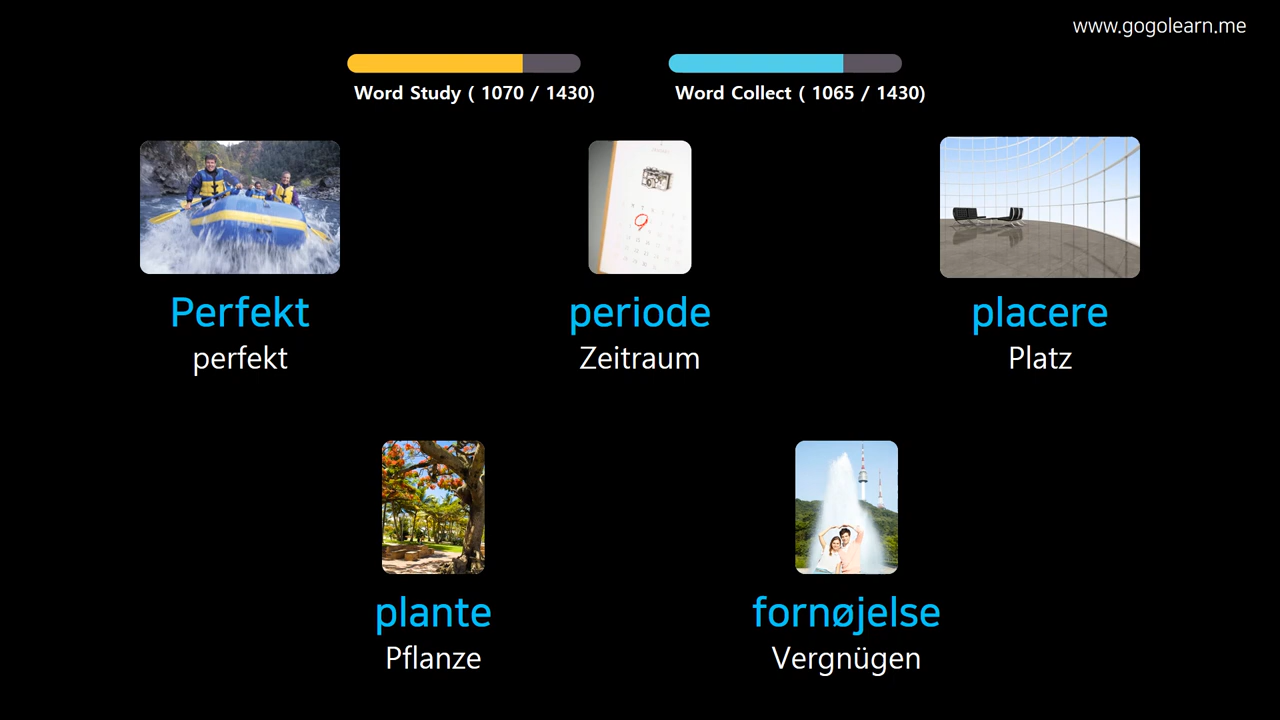 www.gogolearn.me
Word Study ( 1070 / 1430)
Word Collect ( 1065 / 1430)
Perfekt
perfekt
periode
Zeitraum
placere
Platz
plante
Pflanze
fornøjelse
Vergnügen